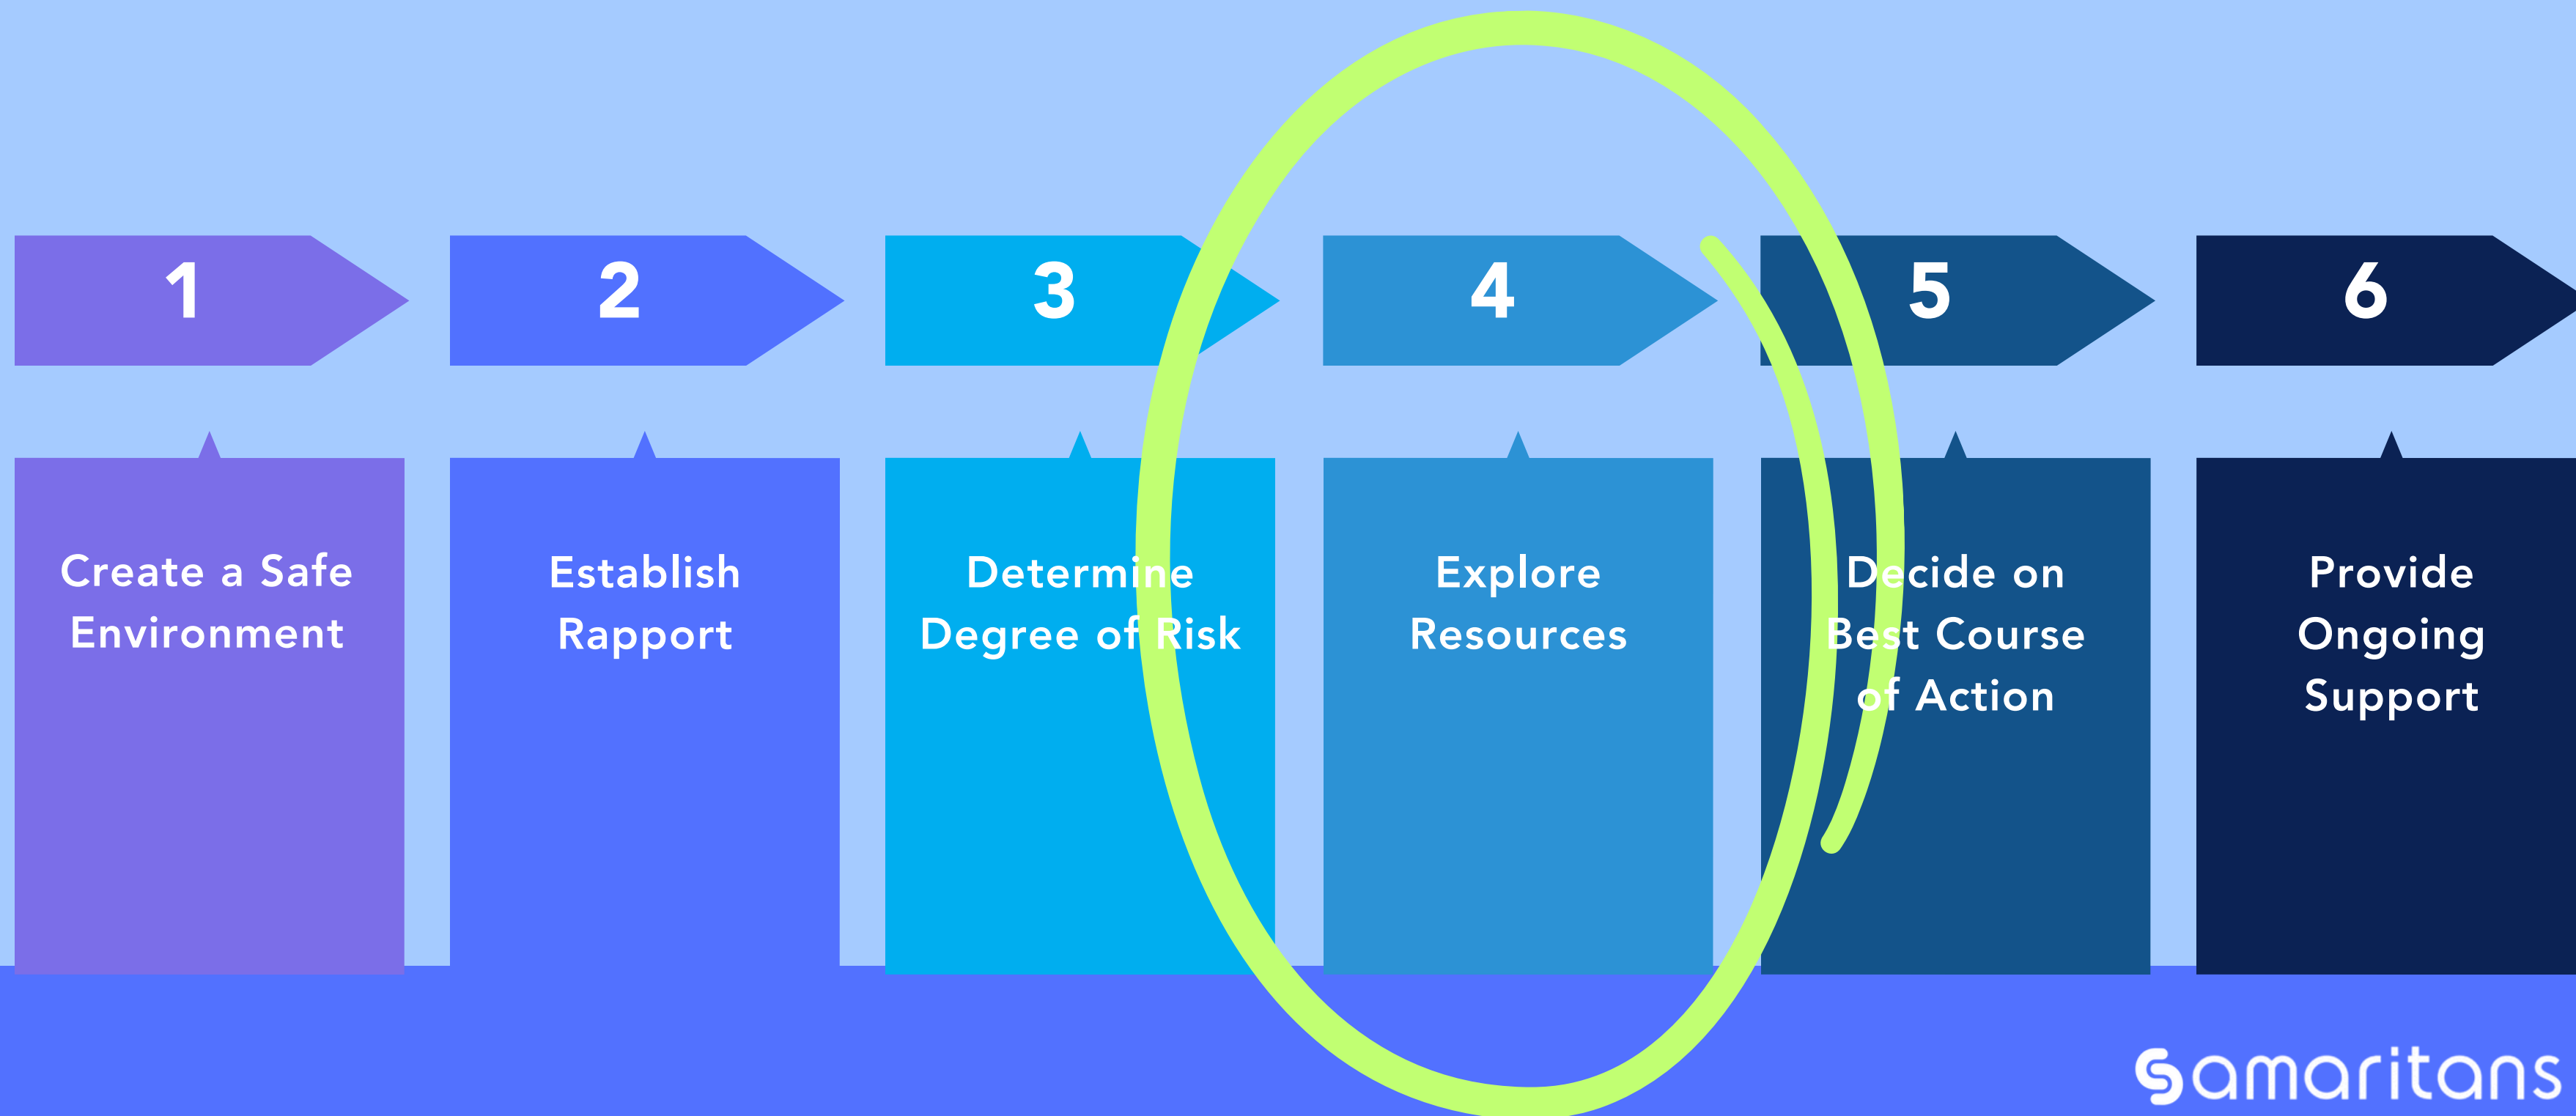 1
2
3
4
5
6
Create a Safe
Environment
Establish
Rapport
Determine
Degree of Risk
Explore
Resources
Decide on
Best Course
of Action
Provide
Ongoing
Support
Samaritans